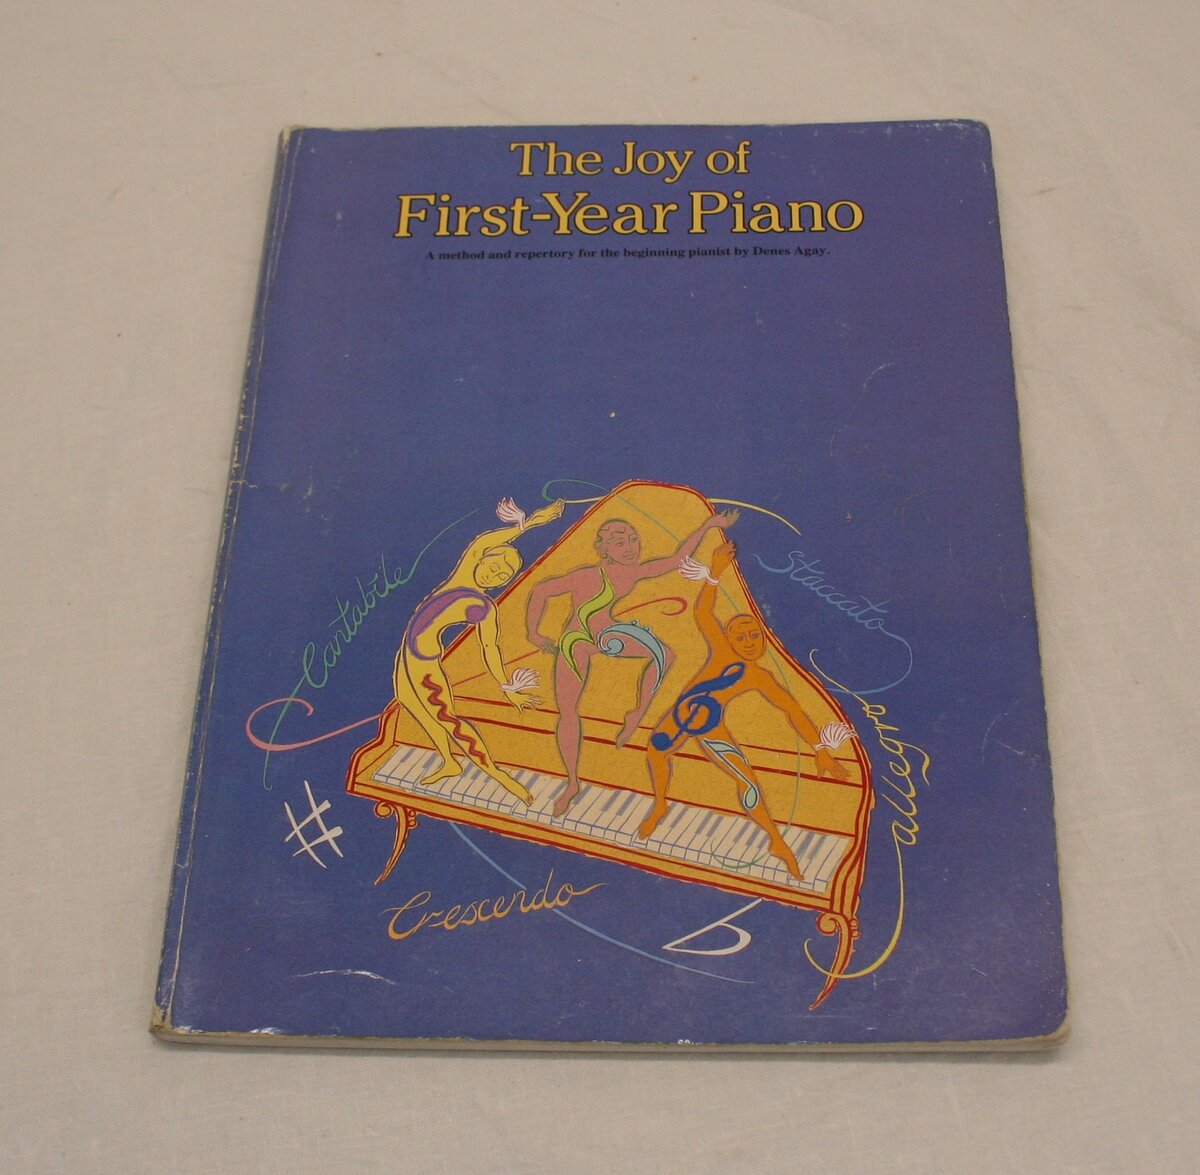 The Joy of
First-Year Piano
A method and repertory for the beginning pianist by Denes Agay.
Cantabile
Staccato
allegro
Crescendo